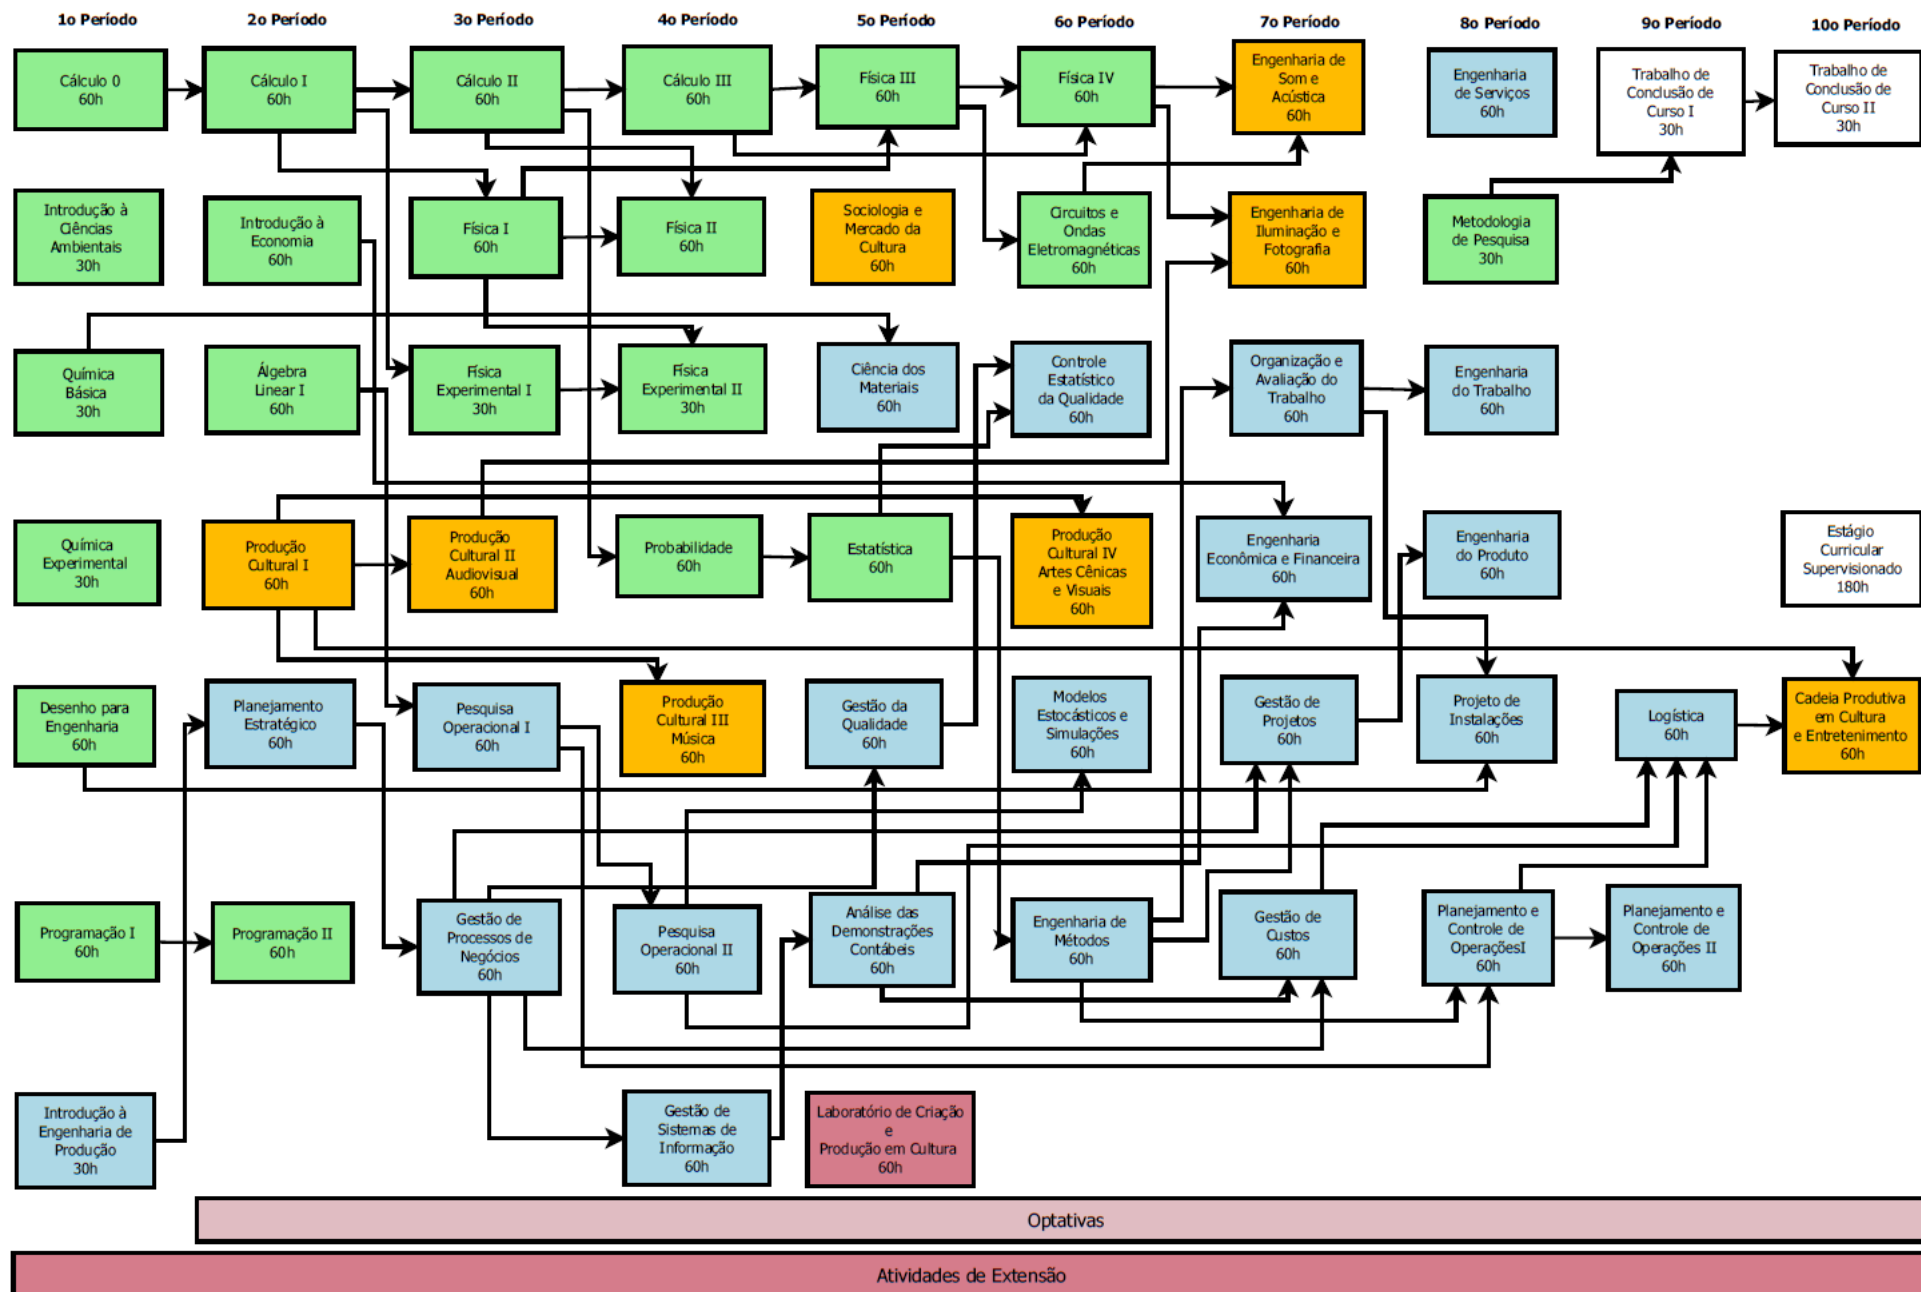 1o Período
2o Período
3o Período
4o Período
5o Período
6o Período
7o Período
8o Período
9o Período
10o Período
Cálculo 0
60h
Cálculo I
60h
Cálculo II
60h
Cálculo III
60h
Física III
60h
Física IV
60h
Engenharia de
Som e
Acústica
60h
Engenharia
de Serviços
60h
Trabalho de
Conclusão de
Curso I
30h
Trabalho de
Conclusão de
Curso II
30h
Introdução à
Ciências
Ambientais
30h
Introdução à
Economia
60h
Física I
60h
Física II
60h
Sociologia e
Mercado da
Cultura
60h
Circuitos e
Ondas
Eletromagnéticas
60h
Engenharia de
Iluminação e
Fotografia
60h
Metodologia
de Pesquisa
30h
Química
Básica
30h
Álgebra
Linear I
60h
Física
Experimental I
30h
Física
Experimental II
30h
Ciência dos
Materiais
60h
Controle
Estatístico
da Qualidade
60h
Organização e
Avaliação do
Trabalho
60h
Engenharia
do Trabalho
60h
Química
Experimental
30h
Produção
Cultural I
60h
Produção
Cultural II
Audiovisual
60h
Probabilidade
60h
Estatística
60h
Produção
Cultural IV
Artes Cênicas
e Visuais
60h
Engenharia
Econômica e Financeira
60h
Engenharia
do Produto
60h
Estágio
Curricular
Supervisionado
180h
Desenho para
Engenharia
60h
Planejamento
Estratégico
60h
Pesquisa
Operacional I
60h
Produção
Cultural III
Música
60h
Gestão da
Qualidade
60h
Modelos
Estocásticos e
Simulações
60h
Gestão de
Projetos
60h
Projeto de
Instalações
60h
Logística
60h
Cadeia Produtiva
em Cultura
e Entretenimento
60h
Programação I
60h
Programação II
60h
Gestão de
Processos de
Negócios
60h
Pesquisa
Operacional II
60h
Análise das
Demonstrações
Contábeis
60h
Engenharia de
Métodos
60h
Gestão de
Custos
60h
Planejamento e
Controle de
OperaçõesI
60h
Planejamento e
Controle de
Operações II
60h
Introdução à
Engenharia de
Produção
30h
Gestão de
Sistemas de
Informação
60h
Laboratório de Criação
e
Produção em Cultura
60h
Optativas
Atividades de Extensão